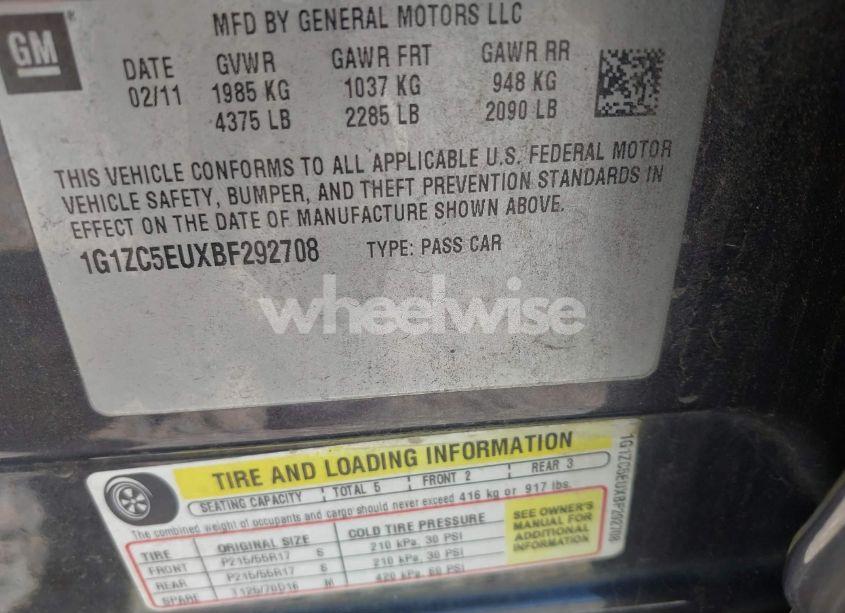 GM
®
MFD BY GENERAL MOTORS LLC
DATE GVWR GAWR FRT GAWR RR
02/11 1985 KG 1037 KG 948 KG
4375 LB 2285 LB 2090 LB
THIS VEHICLE CONFORMS TO ALL APPLICABLE U.S. FEDERAL MOTOR
VEHICLE SAFETY, BUMPER, AND THEFT PREVENTION STANDARDS IN
EFFECT ON THE DATE OF MANUFACTURE SHOWN ABOVE.
1G1ZC5EUXBF292708 TYPE: PASS CAR
wheelwise
TIRE AND LOADING INFORMATION
SEATING CAPACITY TOTAL 5 FRONT 2 REAR 3
The combined weight of occupants and cargo should never exceed 416 kg or 917 lbs.
TIRE ORIGINAL SIZE COLD TIRE PRESSURE
FRONT P215/55R17 S 210 kPa, 30 PSI
REAR P215/55R17 S 210 kPa, 30 PSI
SPARE T125/70D16 M 420 kPa, 60 PSI
SEE OWNER'S
MANUAL FOR
ADDITIONAL
INFORMATION
1G1ZC5EUXBF292708